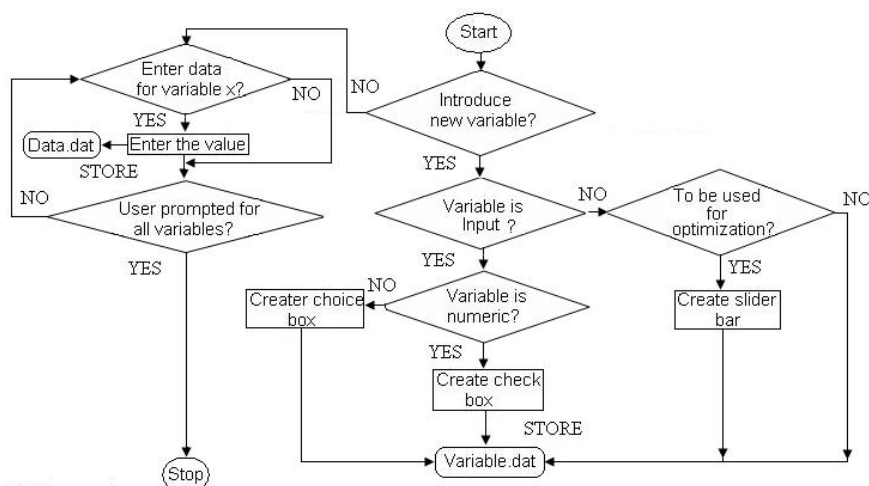 Start
Enter data
for variable x?
NO
NO
Introduce
new variable?
YES
Data.dat
Enter the value
STORE
YES
NO
User prompted for
all variables?
YES
Variable is
Input ?
NO
To be used
for
optimization?
NO
YES
YES
Creater choice
box
NO
Variable is
numeric?
Create slider
bar
YES
Create check
box
STORE
Variable.dat
Stop